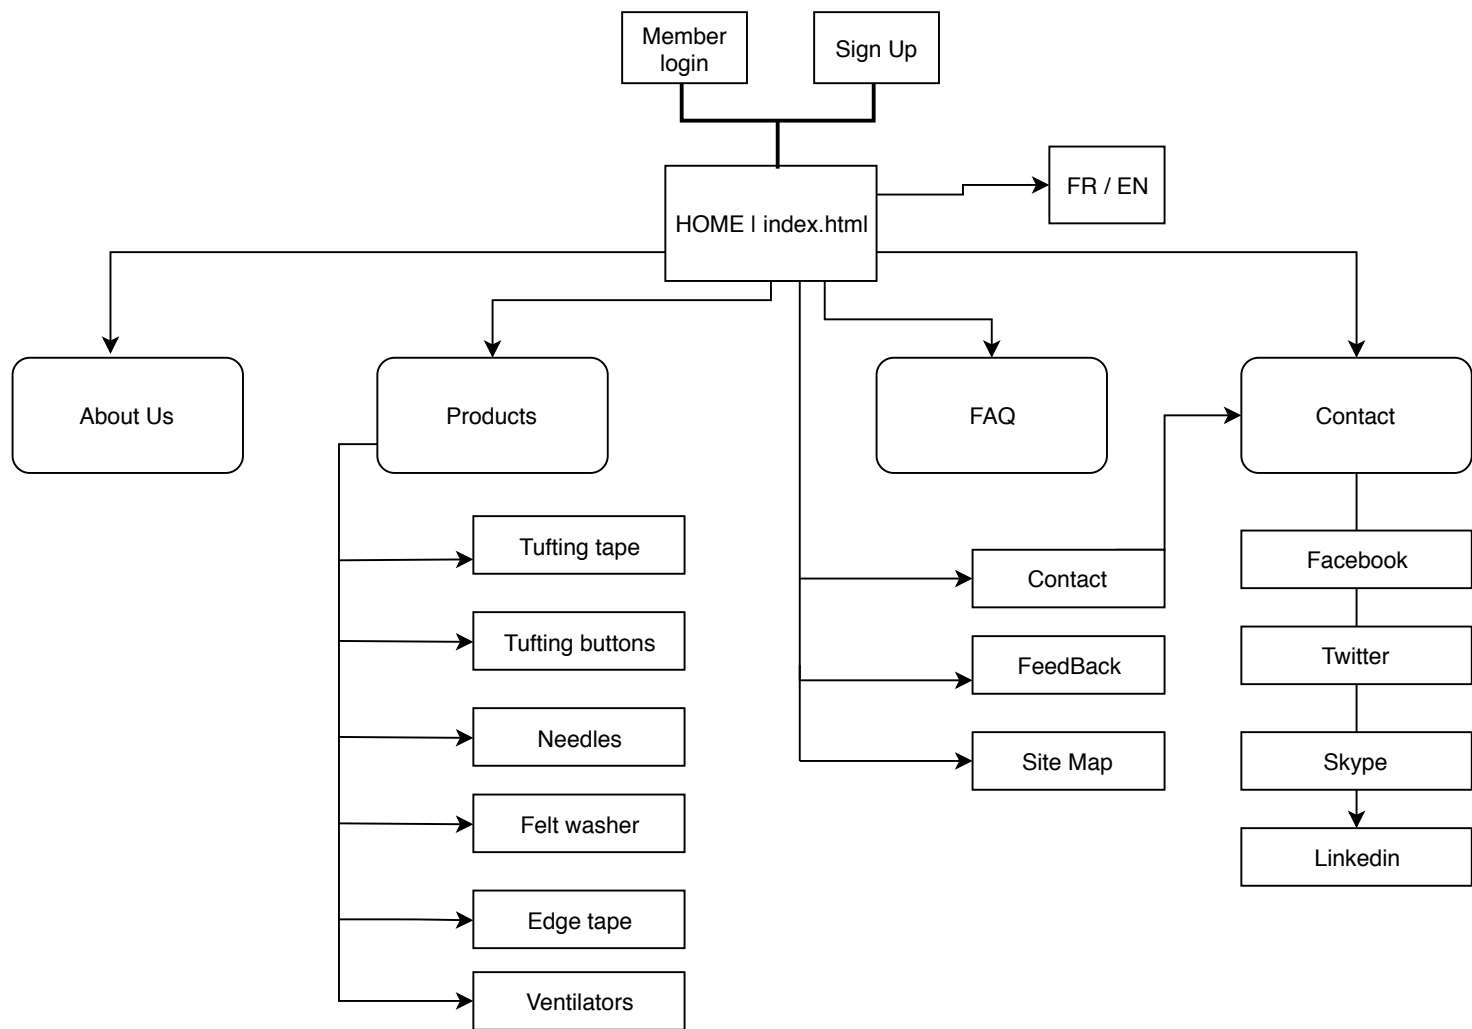 Member
login
Sign Up
FR / EN
HOME | index.html
About Us
Products
FAQ
Contact
Tufting tape
Tufting buttons
Needles
Felt washer
Edge tape
Ventilators
Contact
FeedBack
Site Map
Facebook
Twitter
Skype
Linkedin